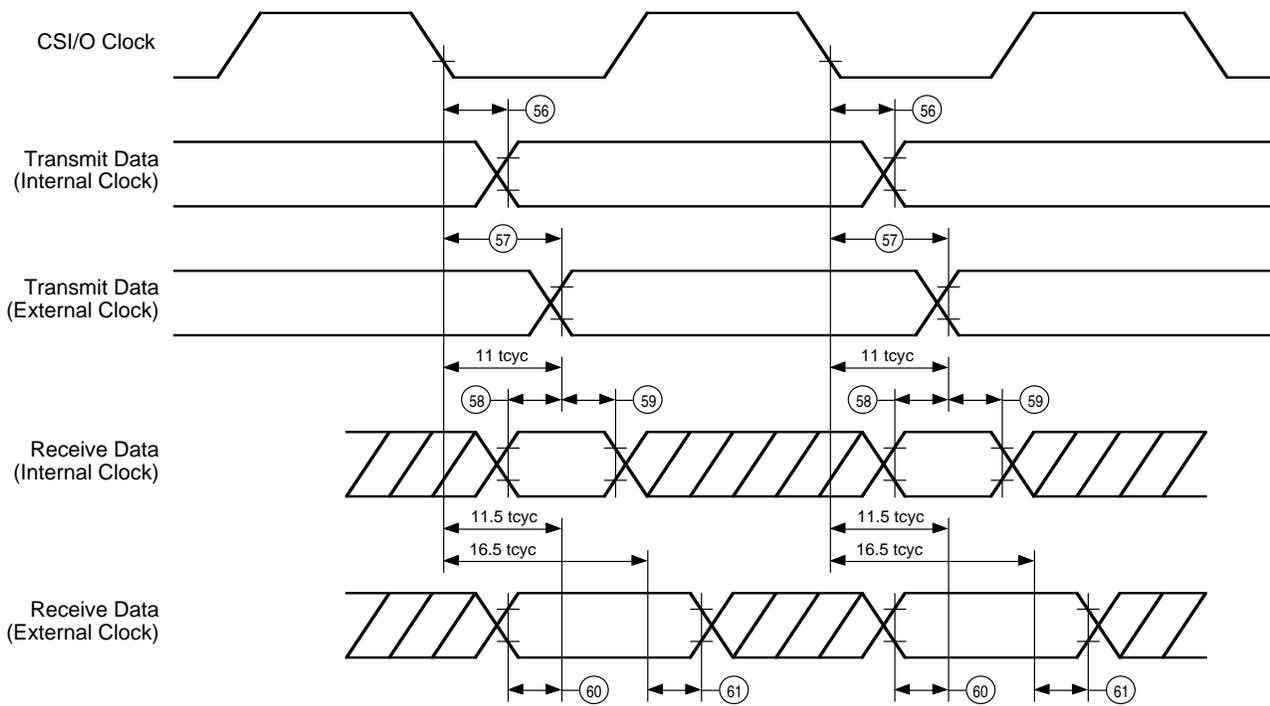 CSI/O Clock
56
56
Transmit Data
(Internal Clock)
57
57
Transmit Data
(External Clock)
11 tcyc
11 tcyc
58
59
58
59
Receive Data
(Internal Clock)
11.5 tcyc
11.5 tcyc
16.5 tcyc
16.5 tcyc
Receive Data
(External Clock)
60
61
60
61